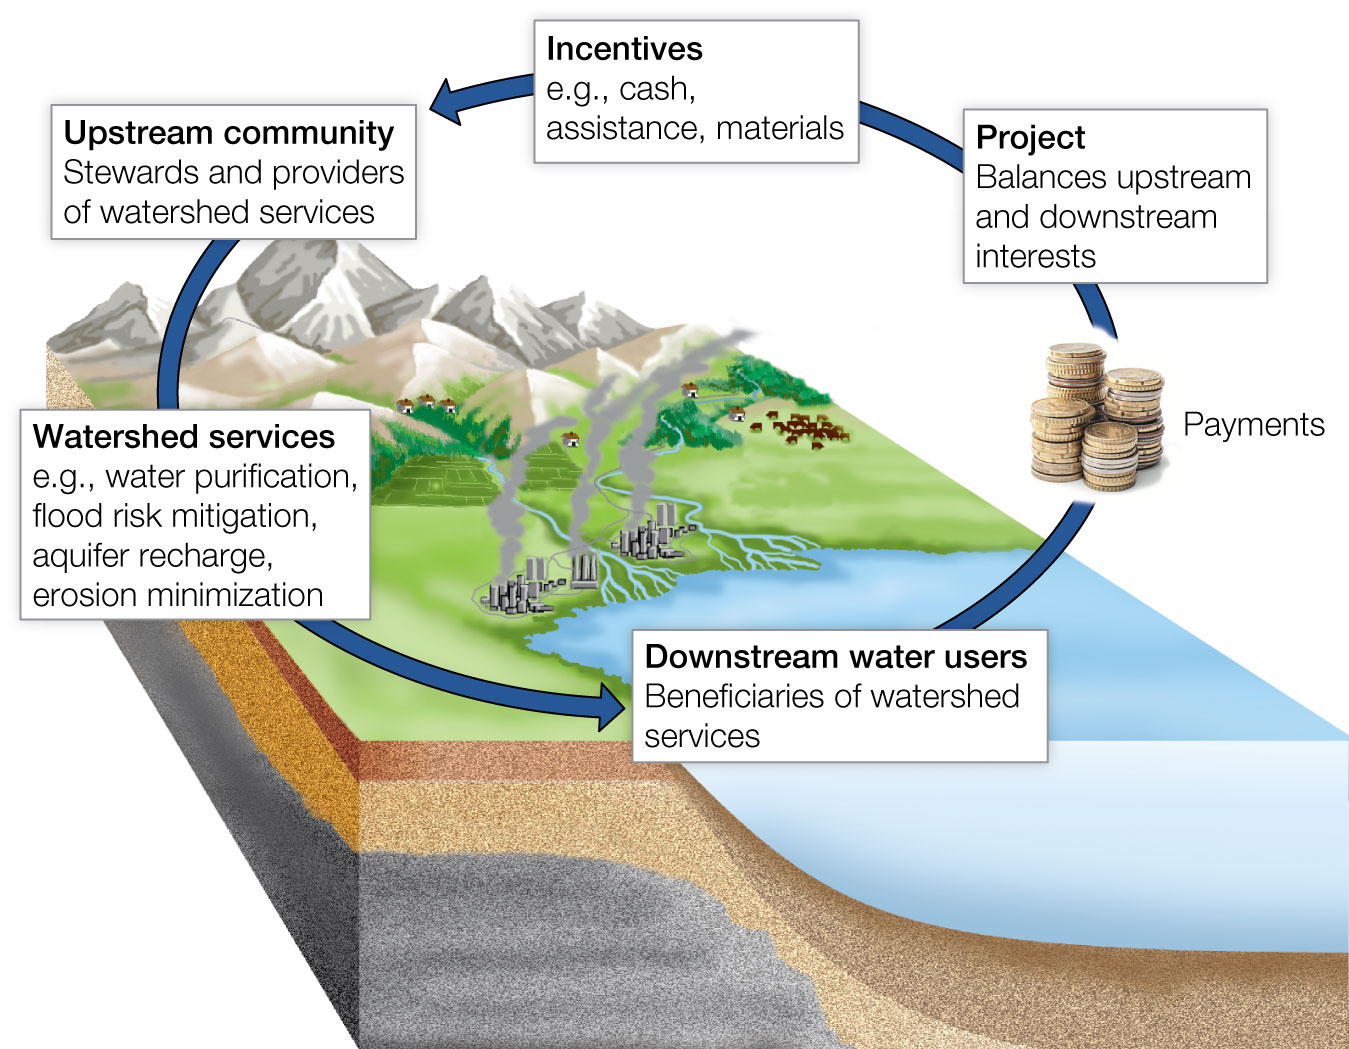 Incentives
e.g., cash,
assistance, materials
Upstream community
Stewards and providers
of watershed services
Project
Balances upstream
and downstream
interests
Payments
Watershed services
e.g., water purification,
flood risk mitigation,
aquifer recharge,
erosion minimization
Downstream water users
Beneficiaries of watershed
services